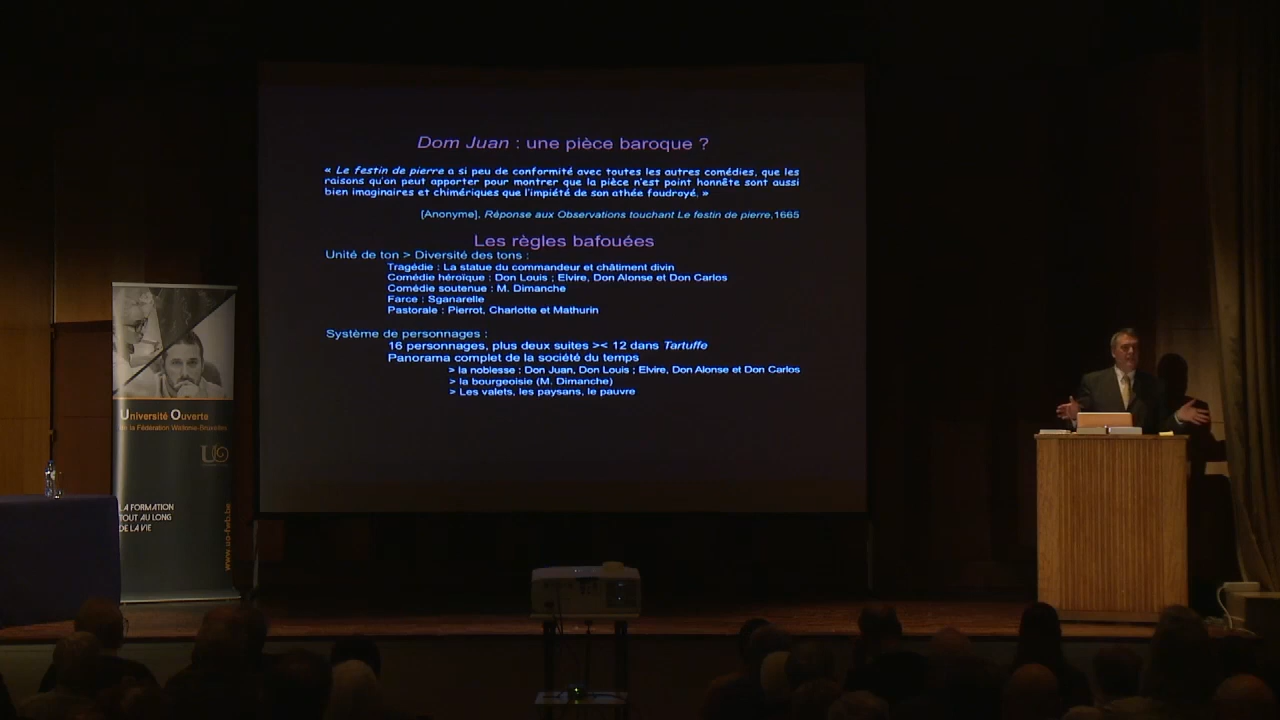 Dom Juan : une pièce baroque ?
« Le festin de pierre a si peu de conformité avec toutes les autres comédies, que les
raisons qu'on peut apporter pour montrer que la pièce n'est point honnête sont aussi
bien imaginaires et chimériques que l'impiété de son athée foudroyé. »
[Anonyme], Réponse aux Observations touchant Le festin de pierre,1665
Les règles bafouées
Unité de ton > Diversité des tons :
Tragédie : La statue du commandeur et châtiment divin
Comédie héroïque : Don Louis ; Elvire, Don Alonse et Don Carlos
Comédie soutenue : M. Dimanche
Farce : Sganarelle
Pastorale : Pierrot, Charlotte et Mathurin
Système de personnages :
16 personnages, plus deux suites >< 12 dans Tartuffe
Panorama complet de la société du temps
> la noblesse : Don Juan, Don Louis ; Elvire, Don Alonse et Don Carlos
> la bourgeoisie (M. Dimanche)
> Les valets, les paysans, le pauvre
Université Ouverte
de la Fédération Wallonie-Bruxelles
UO
LA FORMATION
TOUT AU LONG
DE LA VIE
www.uo-fwb.be